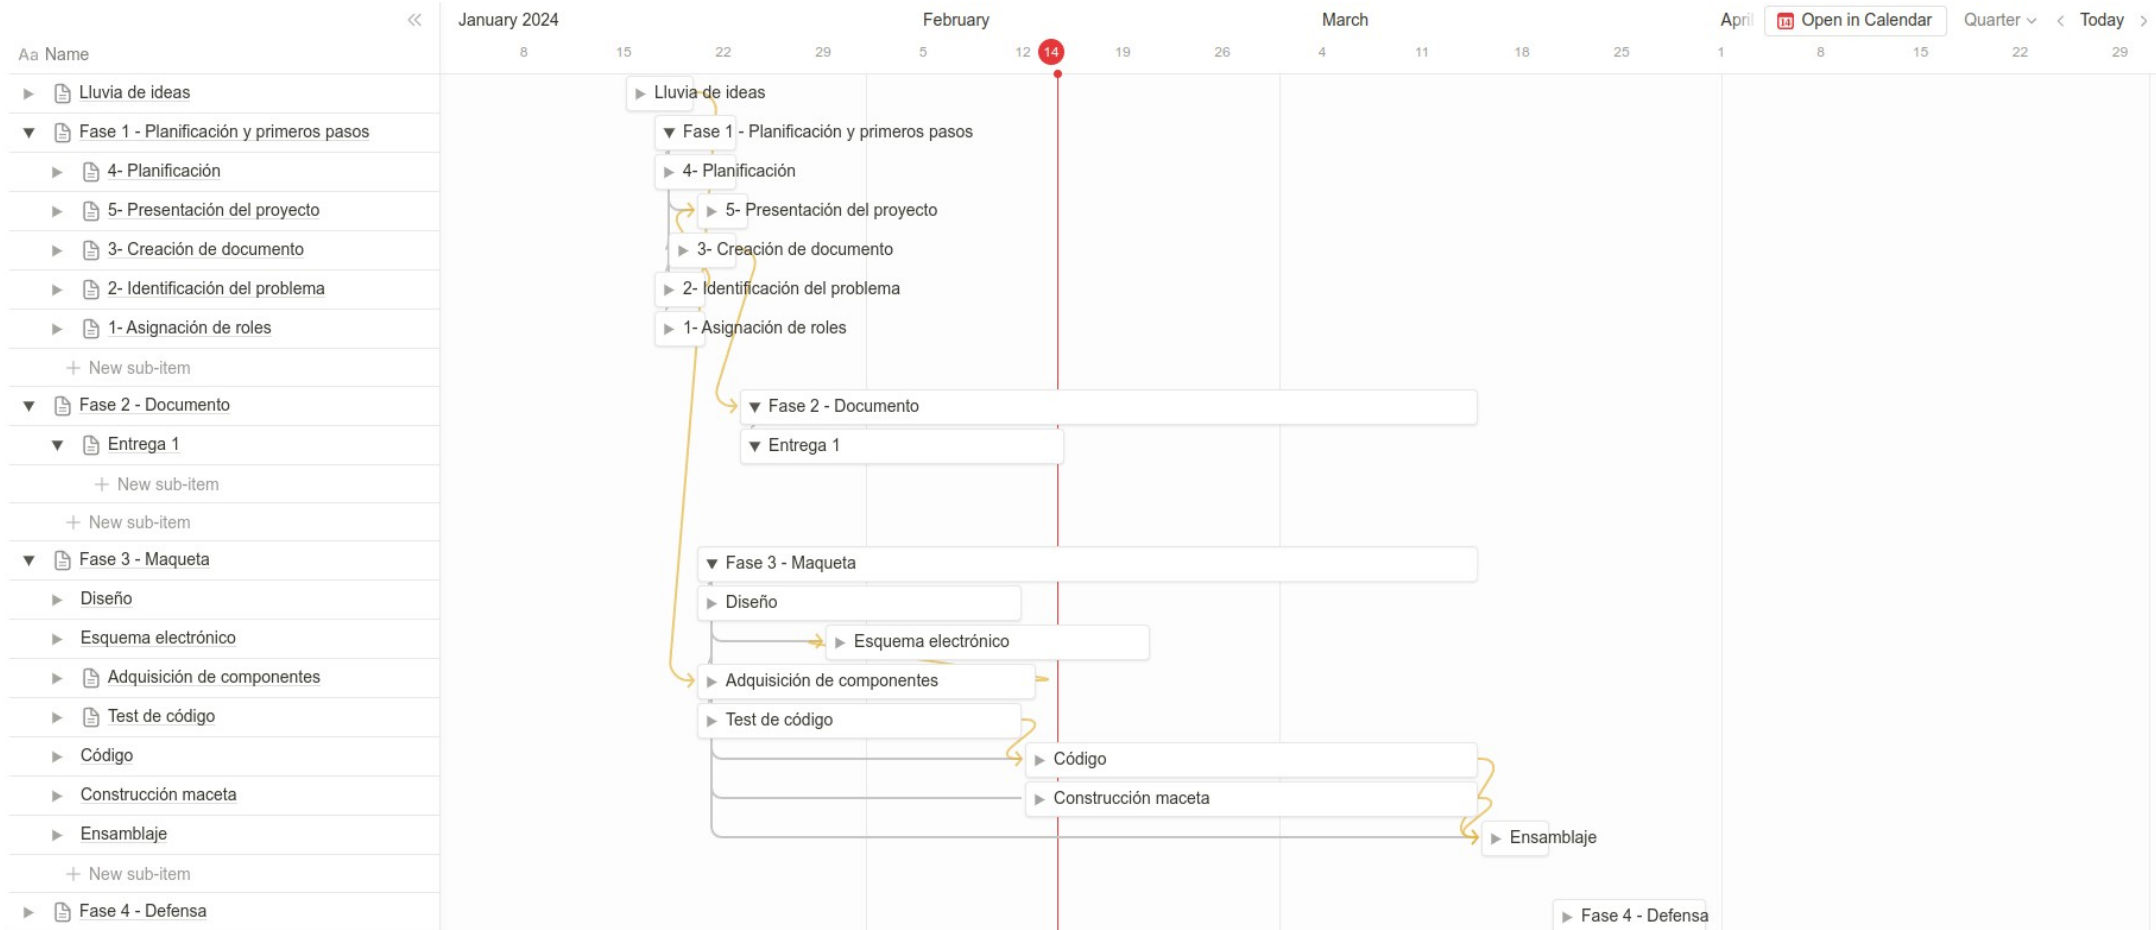 January 2024 February March April Open in Calendar Quarter Today
Aa Name
8 15 22 29 5 12 14 19 26 4 11 18 25 1 8 15 22 29
Lluvia de ideas Lluvia de ideas
Fase 1 - Planificación y primeros pasos Fase 1 - Planificación y primeros pasos
4- Planificación 4- Planificación
5- Presentación del proyecto 5- Presentación del proyecto
3- Creación de documento 3- Creación de documento
2- Identificación del problema 2- Identificación del problema
1- Asignación de roles 1- Asignación de roles
+ New sub-item
Fase 2 - Documento Fase 2 - Documento
Entrega 1 Entrega 1
+ New sub-item
+ New sub-item
Fase 3 - Maqueta Fase 3 - Maqueta
Diseño Diseño
Esquema electrónico Esquema electrónico
Adquisición de componentes Adquisición de componentes
Test de código Test de código
Código Código
Construcción maceta Construcción maceta
Ensamblaje Ensamblaje
+ New sub-item
Fase 4 - Defensa Fase 4 - Defensa